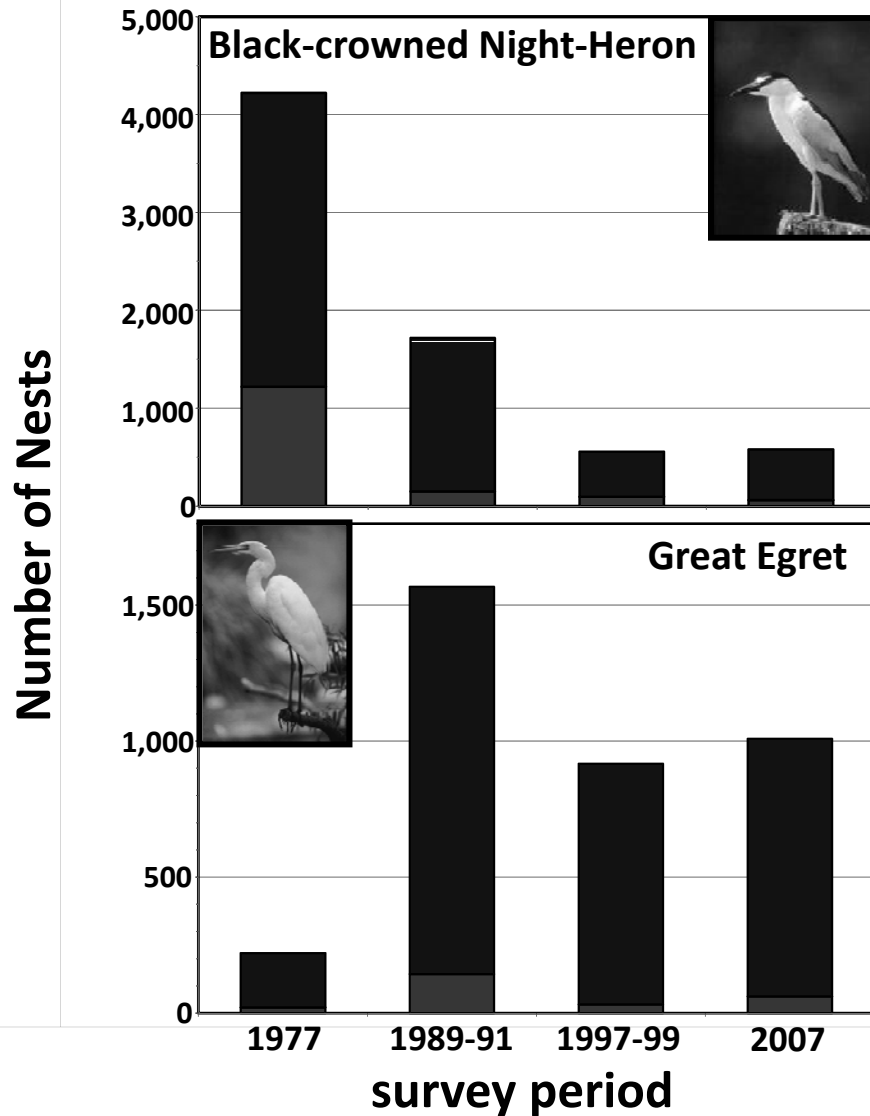 Number of Nests
Black-crowned Night-Heron
5,000
4,000
3,000
2,000
1,000
0
Great Egret
1,500
1,000
500
0
1977 1989-91 1997-99 2007
survey period